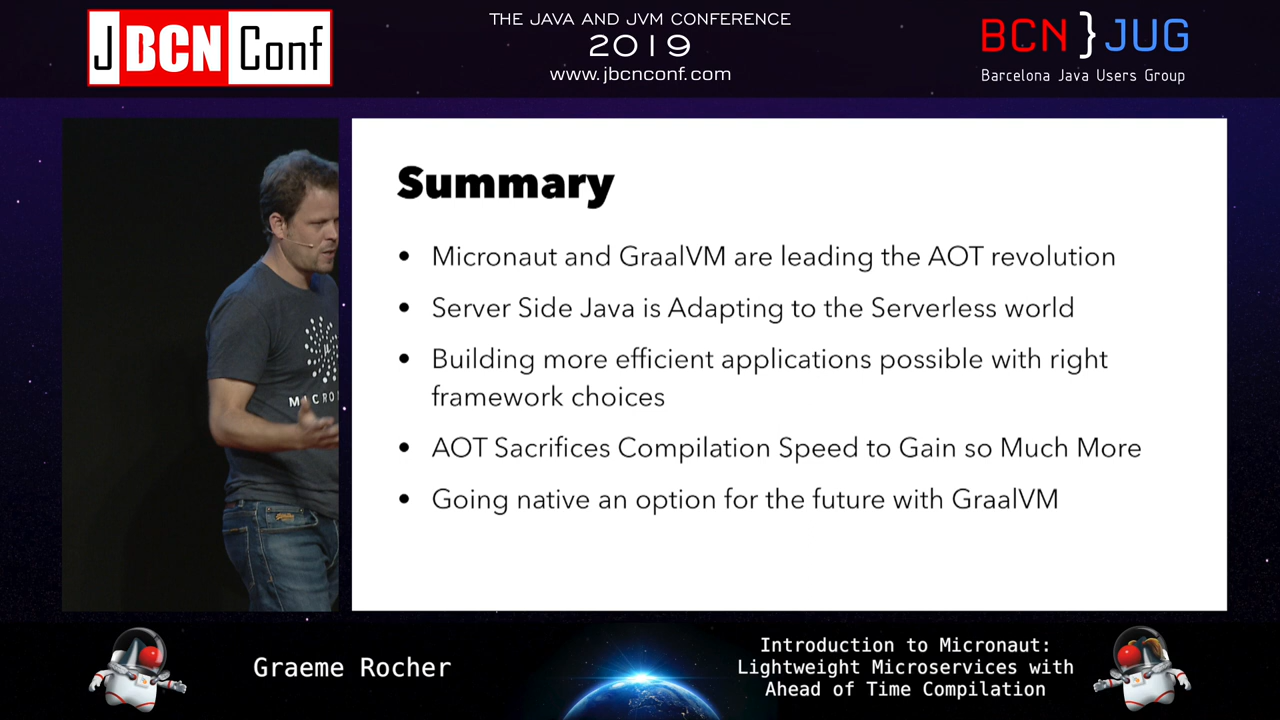 JBCNConf
THE JAVA AND JVM CONFERENCE
2019
www.jbcnconf.com
BCN}JUG
Barcelona Java Users Group
Summary
• Micronaut and GraalVM are leading the AOT revolution
• Server Side Java is Adapting to the Serverless world
• Building more efficient applications possible with right
framework choices
• AOT Sacrifices Compilation Speed to Gain so Much More
• Going native an option for the future with GraalVM
Graeme Rocher
Introduction to Micronaut:
Lightweight Microservices with
Ahead of Time Compilation